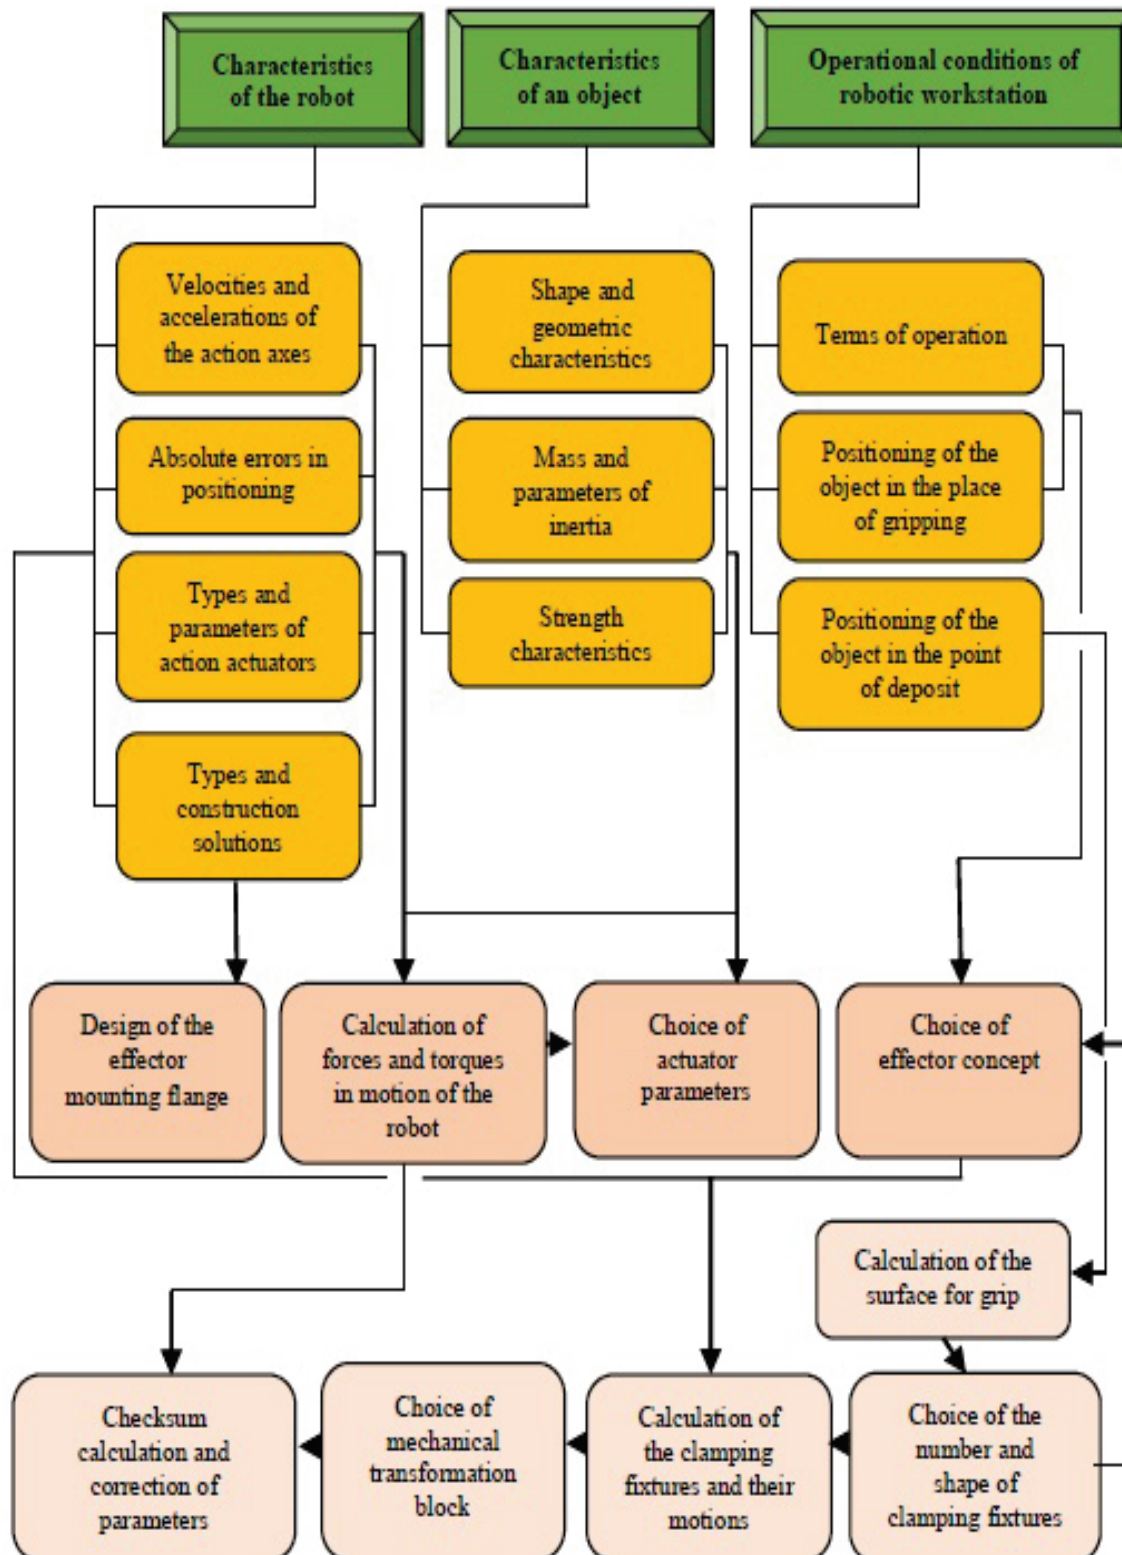 Characteristics
of the robot
Characteristics
of an object
Operational conditions of
robotic workstation
Velocities and
accelerations of
the action axes
Shape and
geometric
characteristics
Terms of operation
Absolute errors in
positioning
Mass and
parameters of
inertia
Positioning of the
object in the place
of gripping
Types and
parameters of
action actuators
Strength
characteristics
Positioning of the
object in the point
of deposit
Types and
construction
solutions
Design of the
effector
mounting flange
Calculation of
forces and torques
in motion of the
robot
Choice of
actuator
parameters
Choice of
effector concept
Calculation of the
surface for grip
Checksum
calculation and
correction of
parameters
Choice of
mechanical
transformation
block
Calculation of
the clamping
fixtures and their
motions
Choice of the
number and
shape of
clamping fixtures